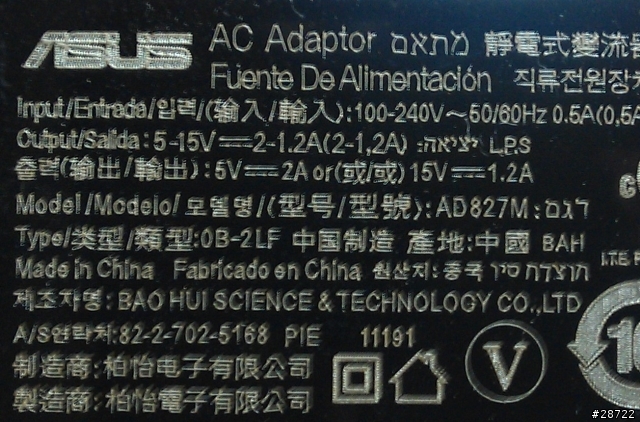 ASUS AC Adaptor מתאם 靜電式變流器
Fuente De Alimentación 직류전원장치
Input/Entrada/입력/(输入/輸入):100-240V~50/60Hz 0.5A(0,5A
Output/Salida:5-15V⎓2-1.2A(2-1,2A) יציאה: L.P.S
출력(输出/輸出):5V⎓2A or(或/或)15V⎓1.2A
Model/Modelo/모델명/(型号/型號):AD827M דגם:
Type/类型/類型:0B-2LF 中国制造 產地:中國 BAH
Made in China Fabricado en China 원산지:중국 תוצרת סין
I.T.E.
제조자명:BAO HUI SCIENCE & TECHNOLOGY CO.,LTD
A/S연락처:82-2-702-5168 PIE 11191
制造商:柏怡电子有限公司
製造商:柏怡電子有限公司
V
10
#28722